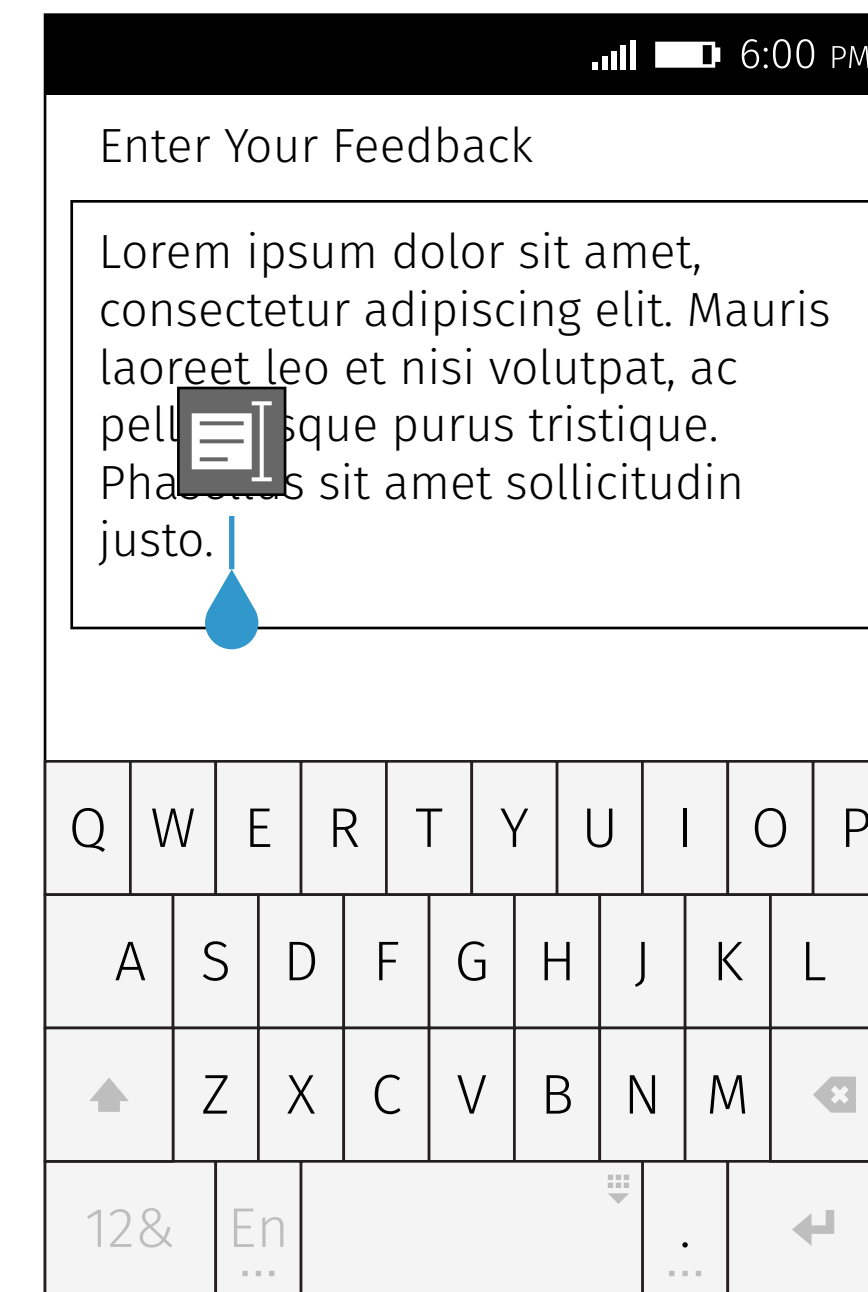 6:00 PM
Enter Your Feedback
Lorem ipsum dolor sit amet,
consectetur adipiscing elit. Mauris
laoreet leo et nisi volutpat, ac
purus tristique.
sit amet sollicitudin
justo.
Q W E R T Y U I O P
A S D F G H J K L
Z X C V B N M
12& En .